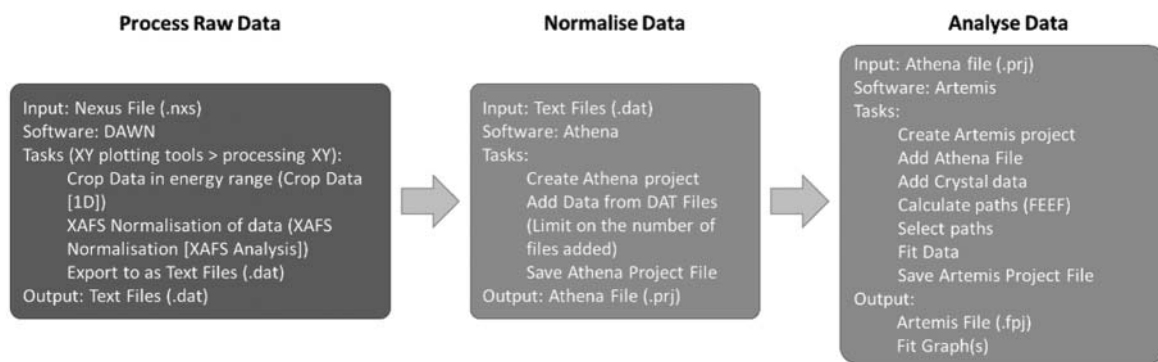 Process Raw Data
Input: Nexus File (.nxs)
Software: DAWN
Tasks (XY plotting tools > processing XY):
Crop Data in energy range (Crop Data
[1D])
XAFS Normalisation of data (XAFS
Normalisation [XAFS Analysis])
Export to as Text Files (.dat)
Output: Text Files (.dat)
Normalise Data
Input: Text Files (.dat)
Software: Athena
Tasks:
Create Athena project
Add Data from DAT Files
(Limit on the number of
files added)
Save Athena Project File
Output: Athena File (.prj)
Analyse Data
Input: Athena file (.prj)
Software: Artemis
Tasks:
Create Artemis project
Add Athena File
Add Crystal data
Calculate paths (FEEF)
Select paths
Fit Data
Save Artemis Project File
Output:
Artemis File (.fpj)
Fit Graph(s)